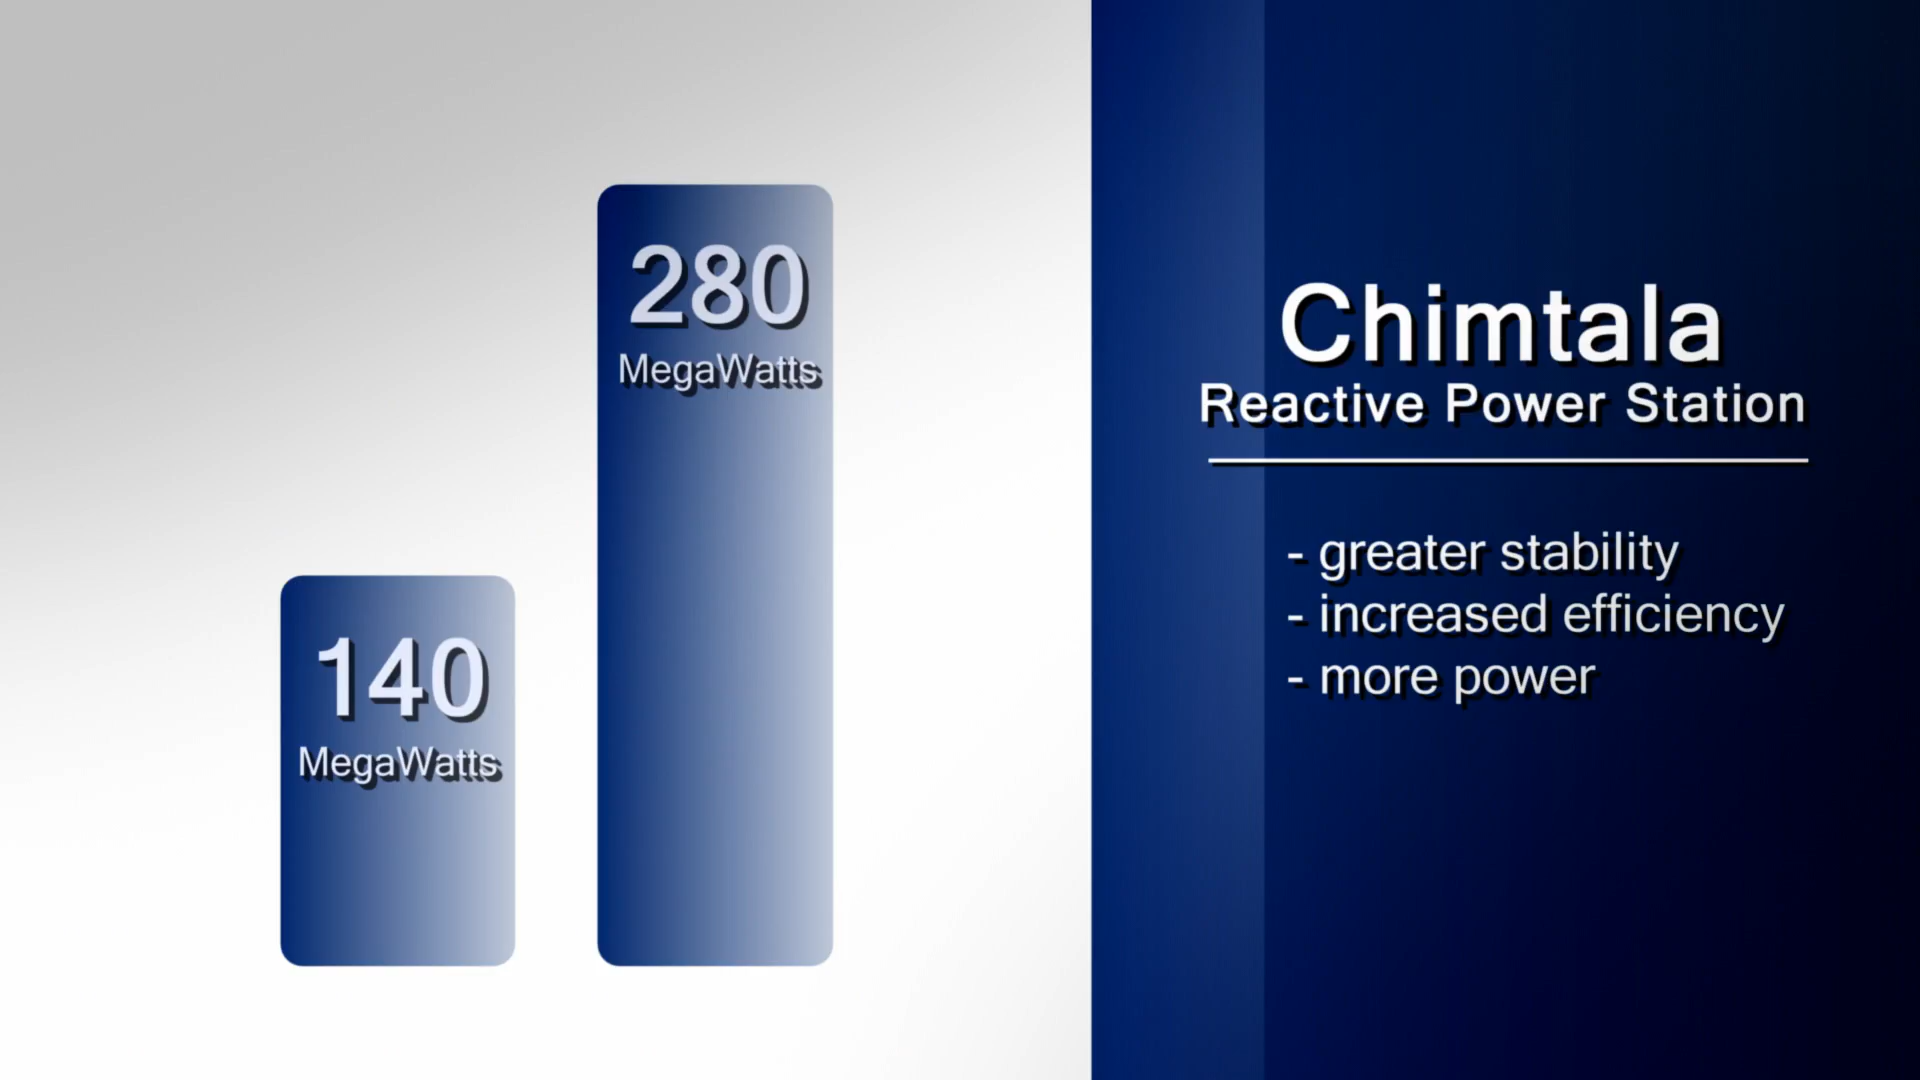 280
MegaWatts
140
MegaWatts
Chimtala
Reactive Power Station
- greater stability
- increased efficiency
- more power